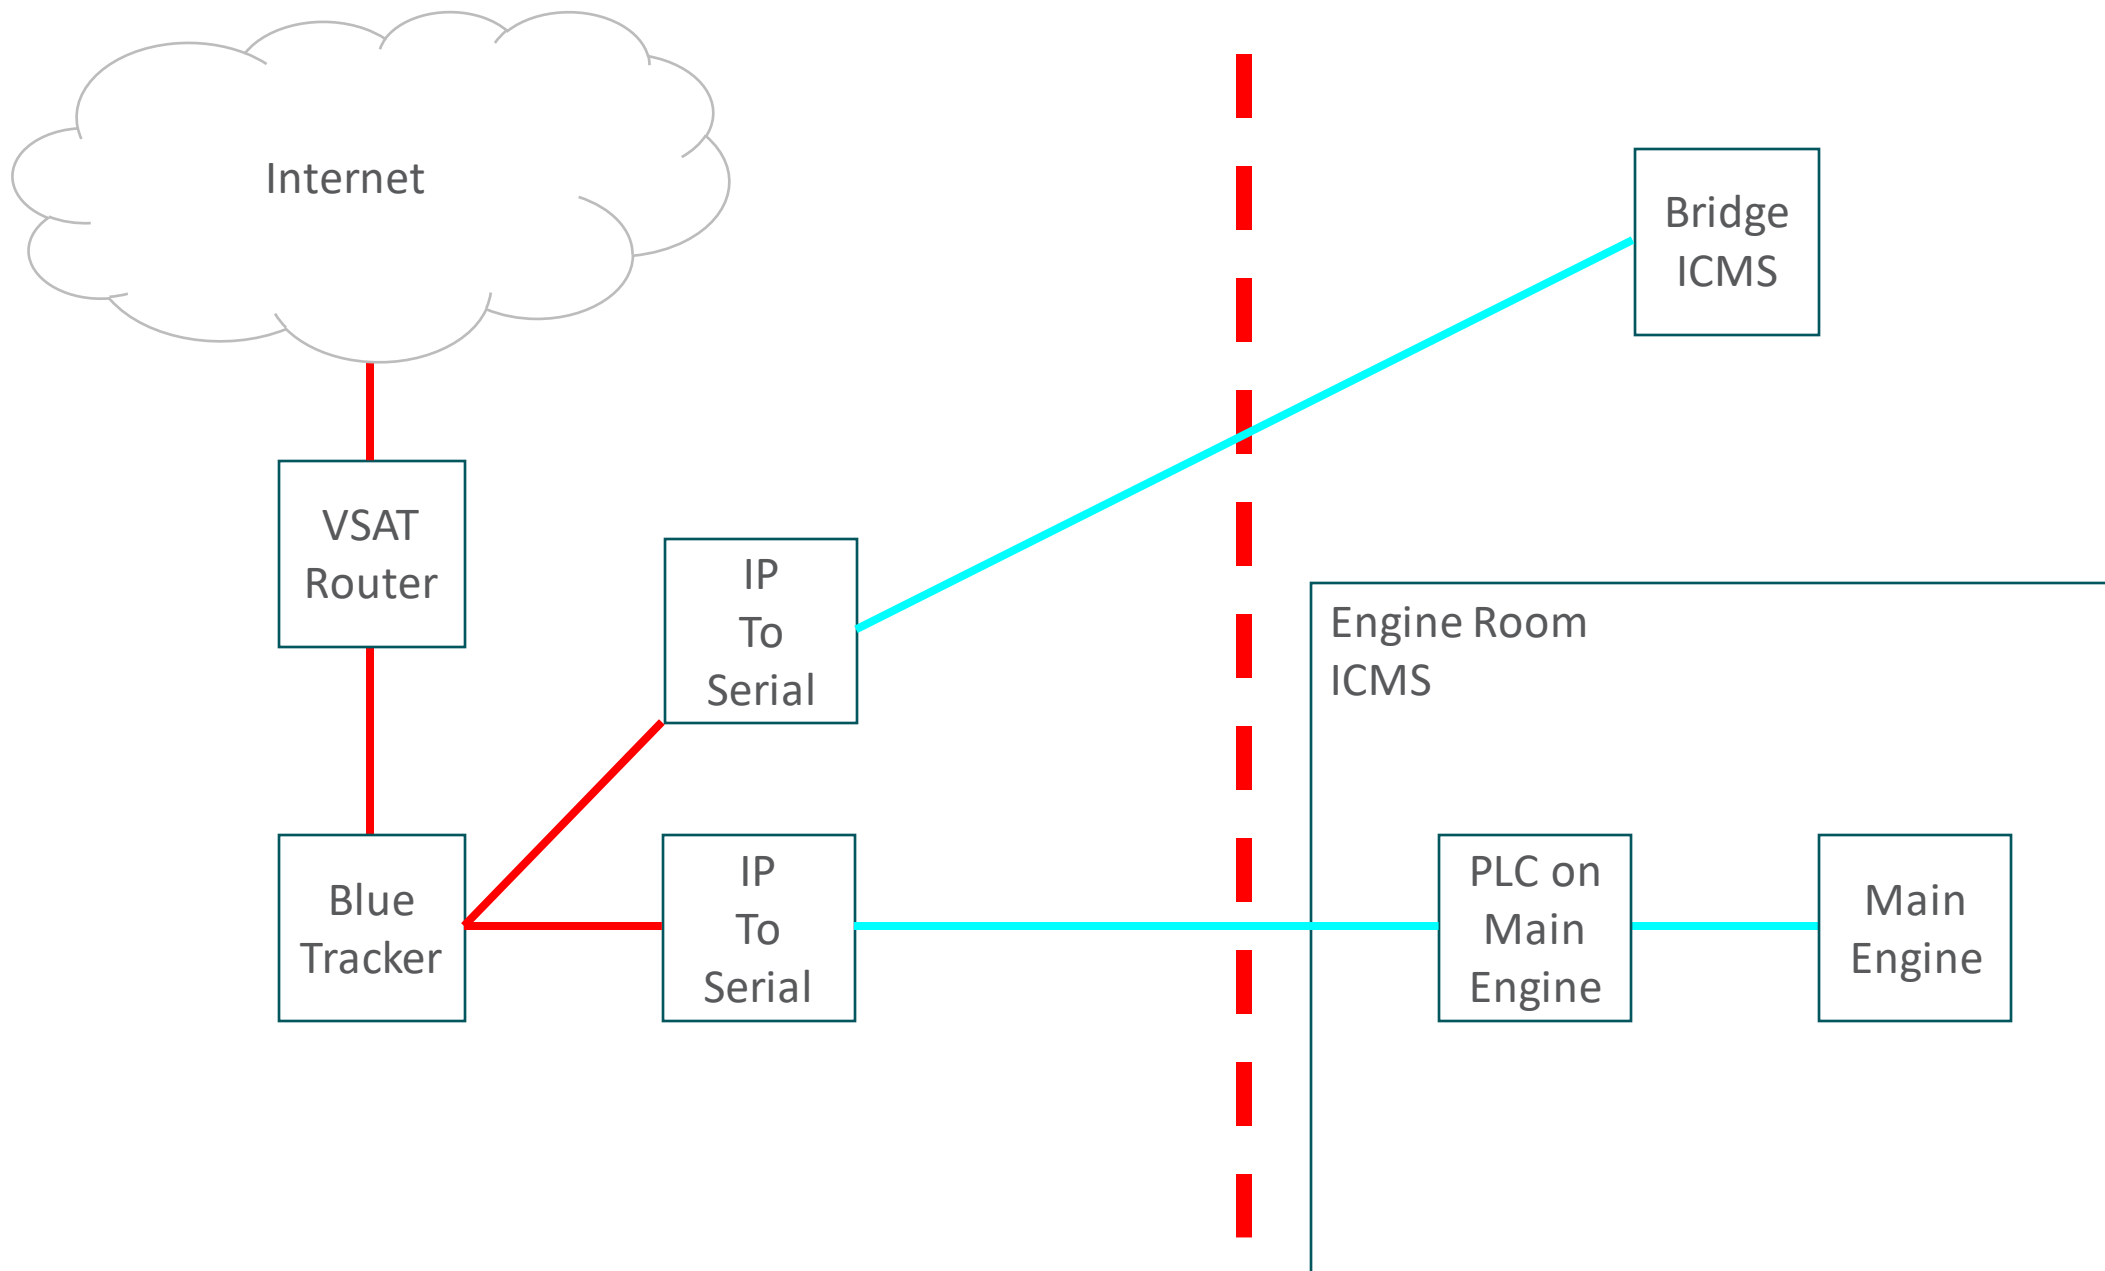 Internet
Bridge
ICMS
VSAT
Router
IP
To
Serial
Engine Room
ICMS
Blue
Tracker
IP
To
Serial
PLC on
Main
Engine
Main
Engine